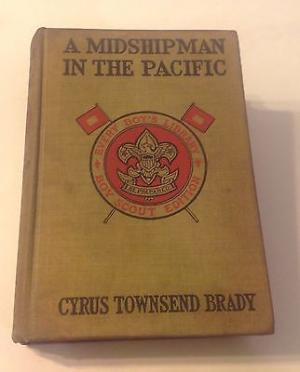 A MIDSHIPMAN
IN THE PACIFIC
EVERY BOY'S LIBRARY
BE PREPARED
BOY SCOUT EDITION
CYRUS TOWNSEND BRADY